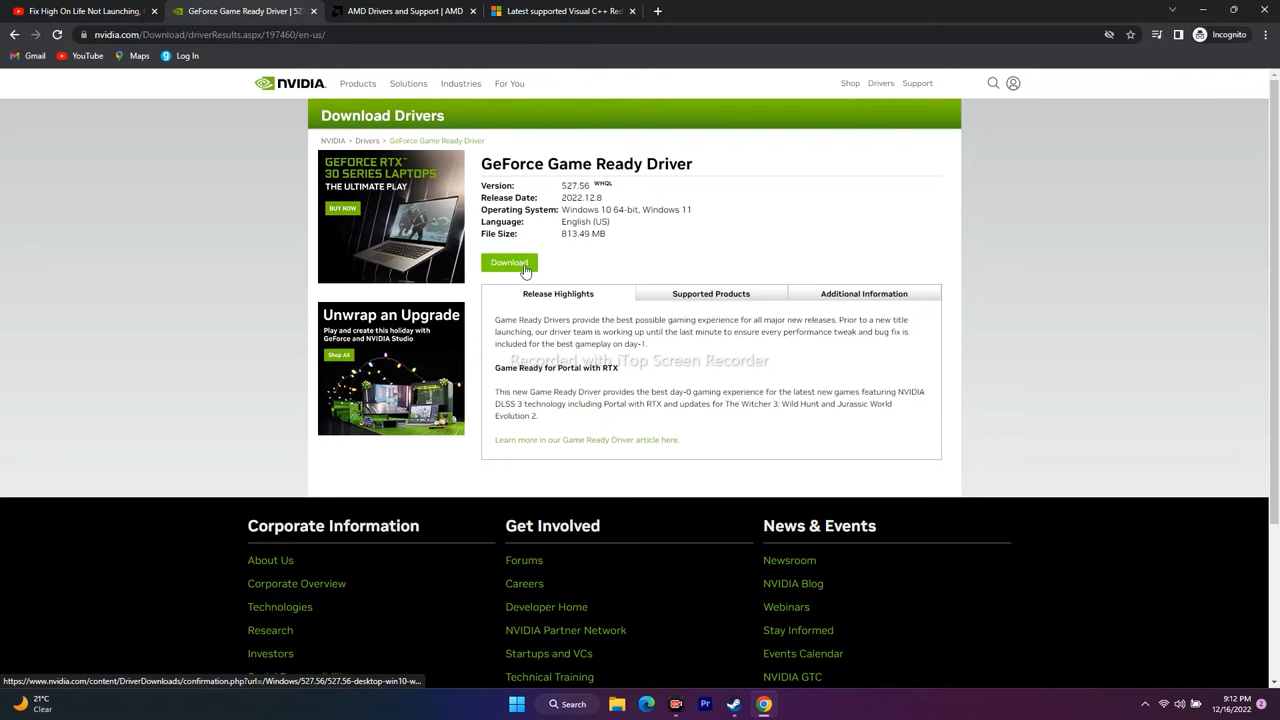 Fix High On Life Not Launching,
GeForce Game Ready Driver | 527
AMD Drivers and Support | AMD
Latest supported Visual C++ Red
nvidia.com/Download/driverResults.aspx/197460/en-us/
Incognito
Gmail
YouTube
Maps
Log In
NVIDIA.
Products
Solutions
Industries
For You
Shop
Drivers
Support
Download Drivers
NVIDIA > Drivers > GeForce Game Ready Driver
GEFORCE RTX™
30 SERIES LAPTOPS
THE ULTIMATE PLAY
BUY NOW
GeForce Game Ready Driver
Version: 527.56 WHQL
Release Date: 2022.12.8
Operating System: Windows 10 64-bit, Windows 11
Language: English (US)
File Size: 813.49 MB
Download
Release Highlights
Supported Products
Additional Information
Game Ready Drivers provide the best possible gaming experience for all major new releases. Prior to a new title
launching, our driver team is working up until the last minute to ensure every performance tweak and bug fix is
included for the best gameplay on day-1.
Recorded with iTop Screen Recorder
Game Ready for Portal with RTX
This new Game Ready Driver provides the best day-0 gaming experience for the latest new games featuring NVIDIA
DLSS 3 technology including Portal with RTX and updates for The Witcher 3: Wild Hunt and Jurassic World
Evolution 2.
Learn more in our Game Ready Driver article here.
Unwrap an Upgrade
Play and create this holiday with
GeForce and NVIDIA Studio
Shop All
Corporate Information
About Us
Corporate Overview
Technologies
Research
Investors
Get Involved
Forums
Careers
Developer Home
NVIDIA Partner Network
Startups and VCs
Technical Training
News & Events
Newsroom
NVIDIA Blog
Webinars
Stay Informed
Events Calendar
NVIDIA GTC
https://www.nvidia.com/content/DriverDownloads/confirmation.php?url=/Windows/527.56/527.56-desktop-win10-w...
21°C
Clear
Search
9:12 PM
12/16/2022